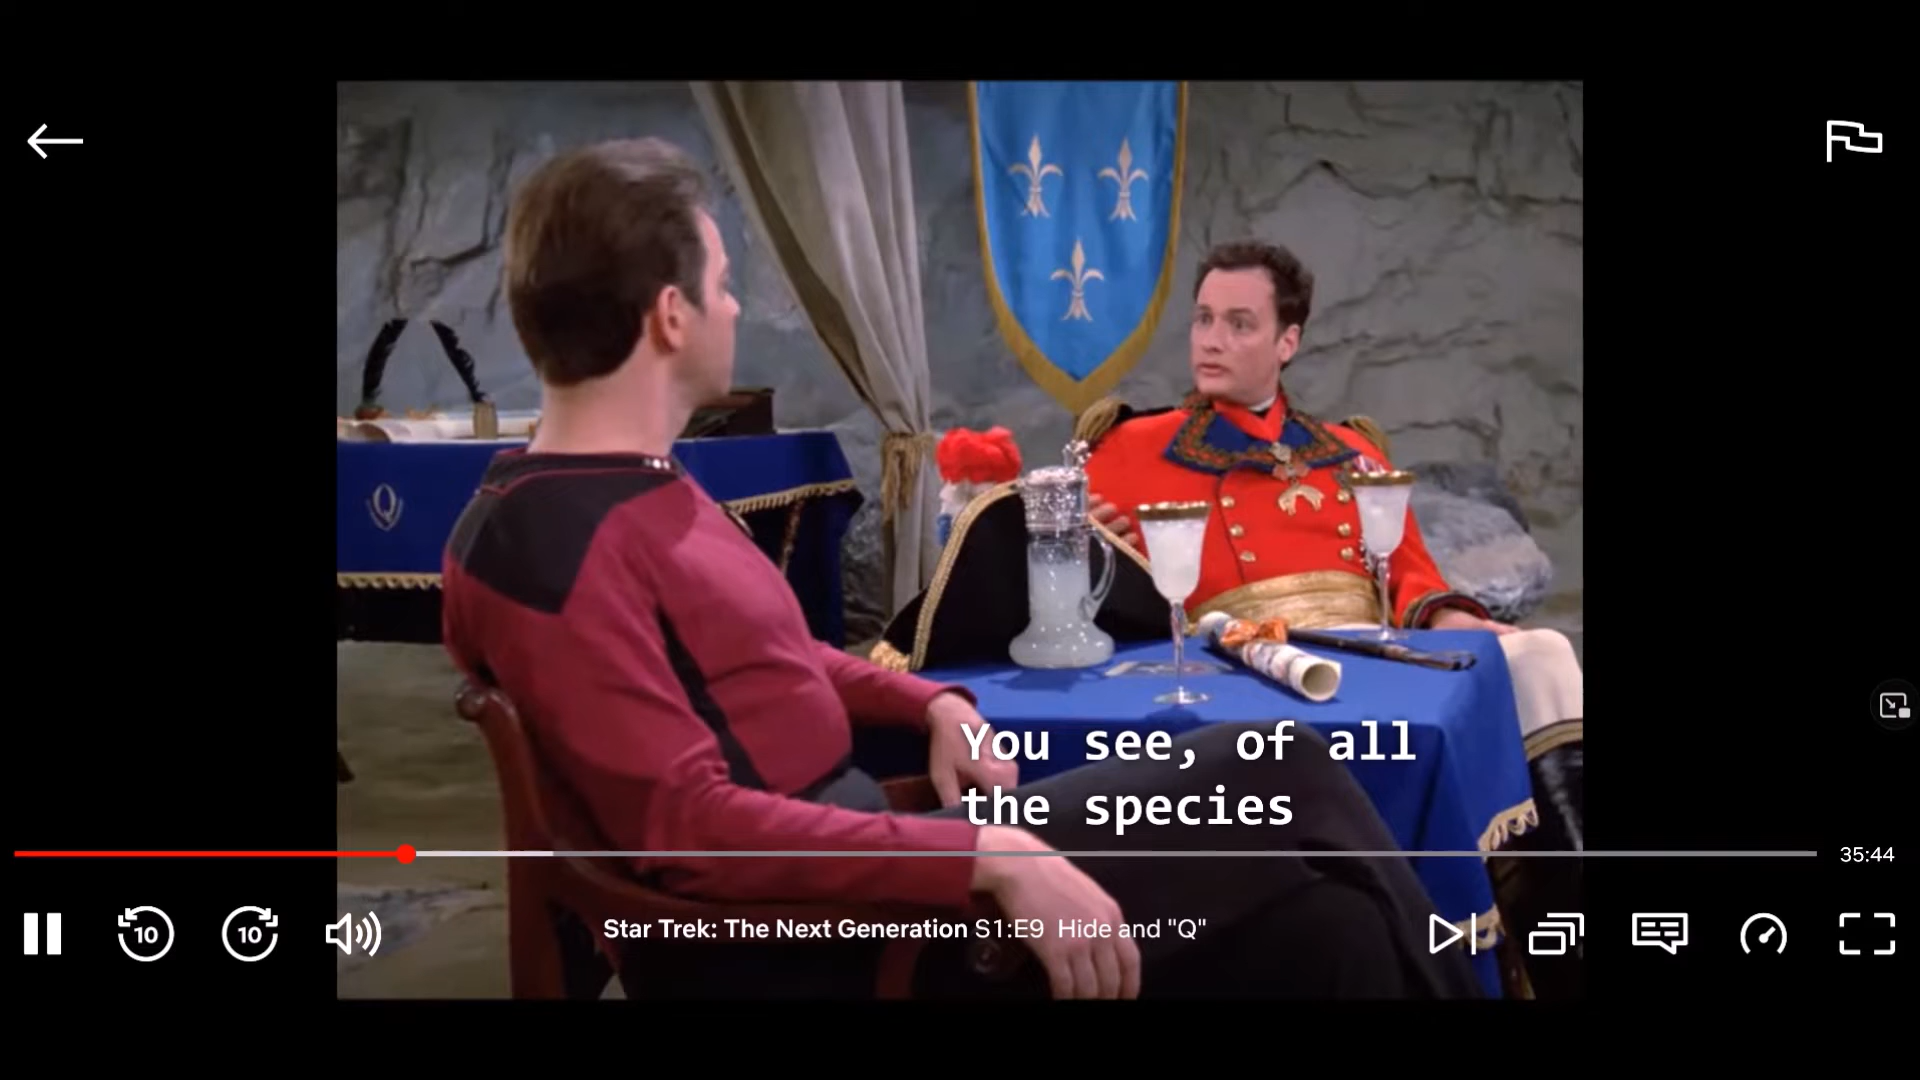 Q
You see, of all
the species
35:44
10
10
Star Trek: The Next Generation S1:E9 Hide and "Q"